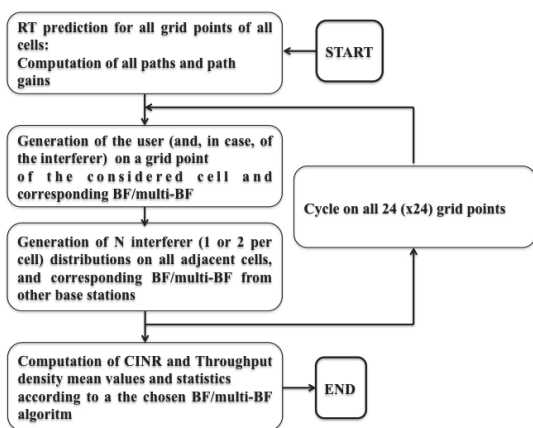 RT prediction for all grid points of all
cells:
Computation of all paths and path
gains
START
Generation of the user (and, in case, of
the interferer) on a grid point
of the considered cell and
corresponding BF/multi-BF
Cycle on all 24 (x24) grid points
Generation of N interferer (1 or 2 per
cell) distributions on all adjacent cells,
and corresponding BF/multi-BF from
other base stations
Computation of CINR and Throughput
density mean values and statistics
according to a the chosen BF/multi-BF
algoritm
END